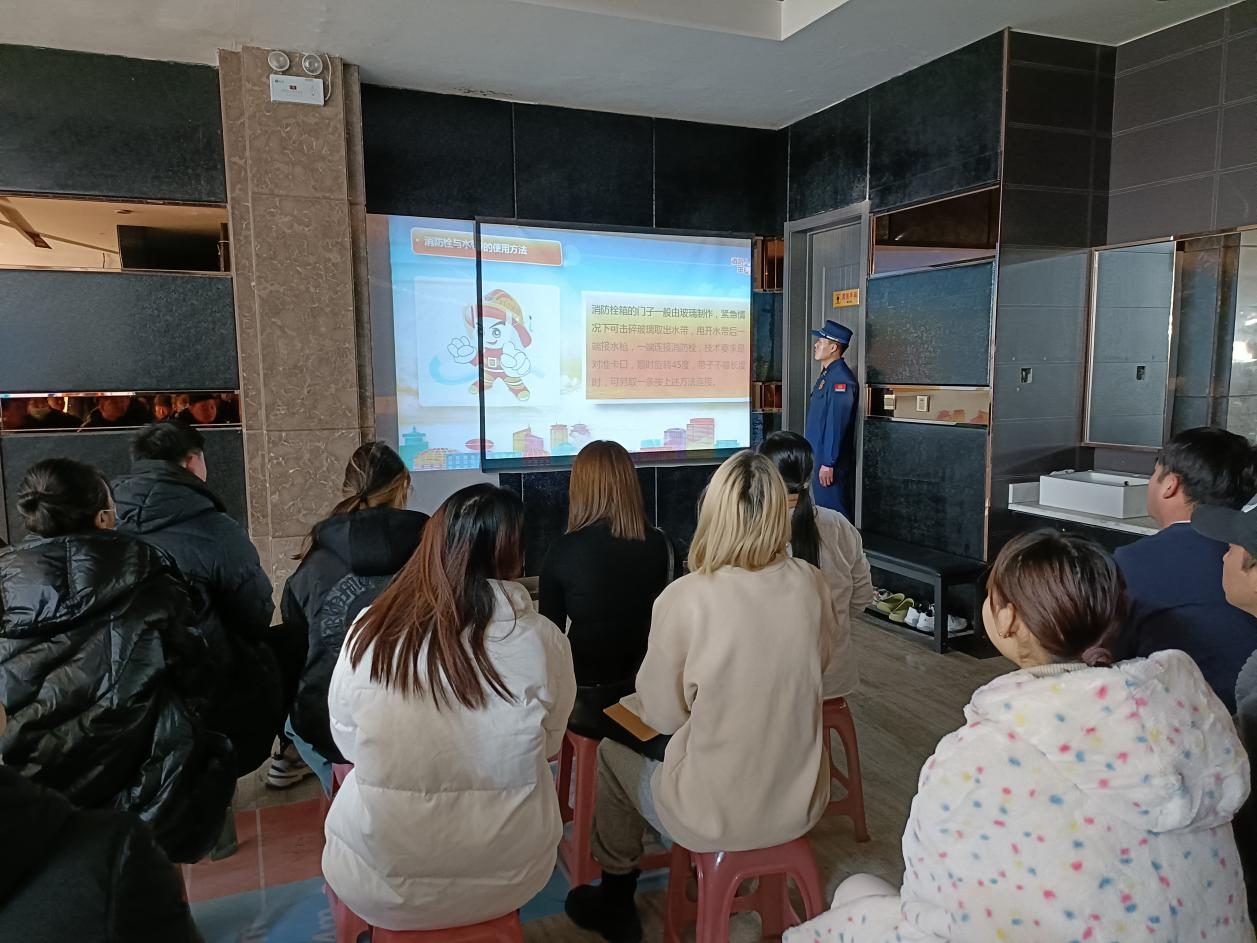 消防栓与水的使用方法
消防栓箱的门子一般由玻璃制作，紧急情
况下可击碎玻璃取出水带，甩开水带后一
端接水枪，一端连接消防栓，技术要求是
对准卡口，顺时旋转45度，带子不够长度
时，可另取一条按上述方法连接。